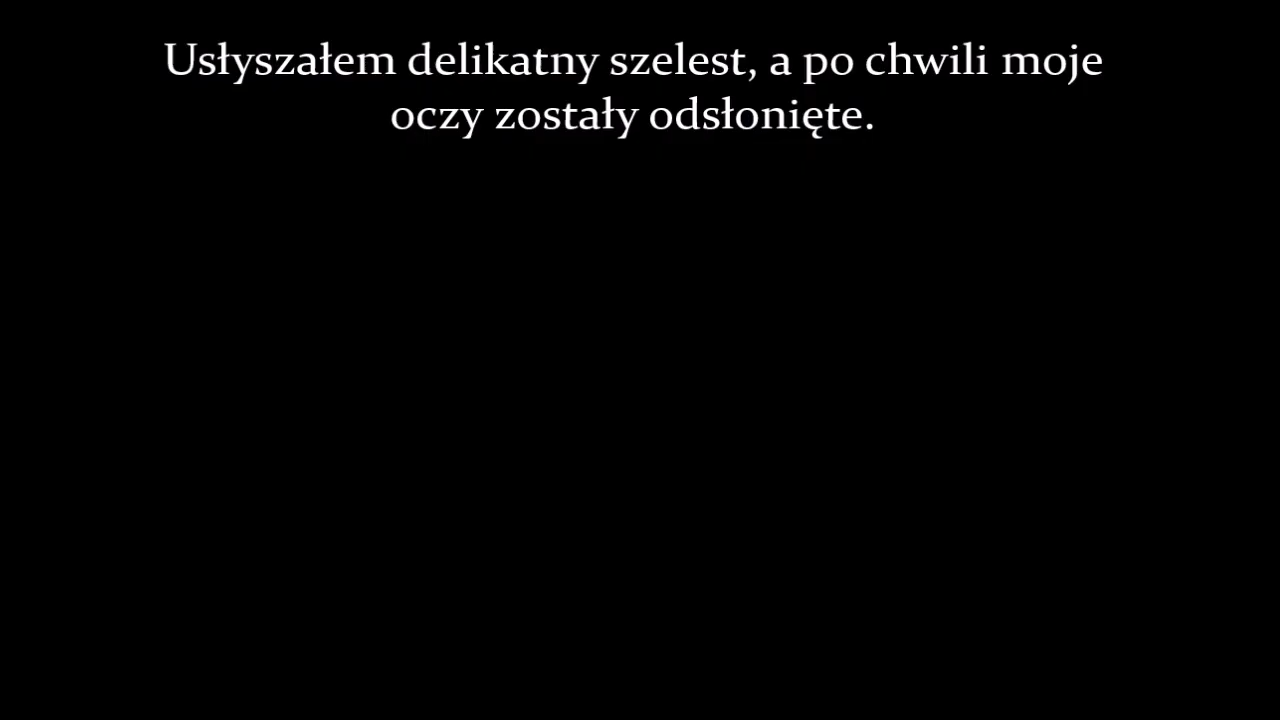 Usłyszałem delikatny szelest, a po chwili moje
oczy zostały odsłonięte.